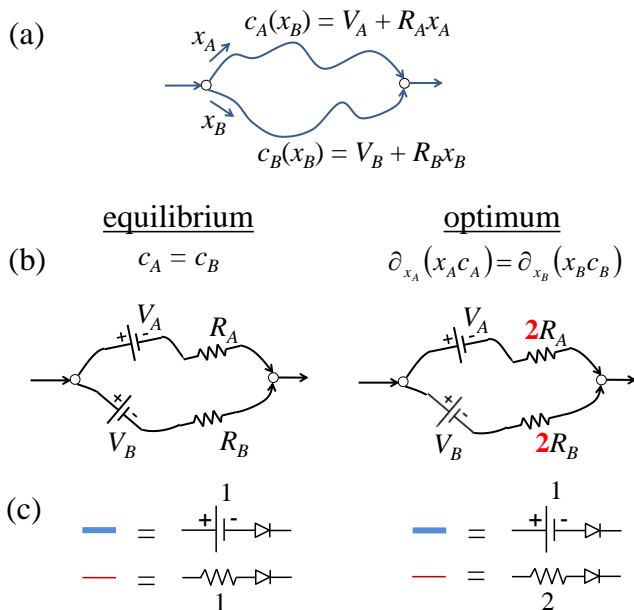 (a)
c_A(x_B) = V_A + R_A x_A
x_A
x_B
c_B(x_B) = V_B + R_B x_B
equilibrium
optimum
(b)
c_A = c_B
∂_{x_A}(x_A c_A) = ∂_{x_B}(x_B c_B)
V_A
R_A
+ -
V_B
R_B
+ -
V_A
2R_A
+ -
V_B
2R_B
+ -
(c)
1
= + -
= 1
1
= + -
= 2